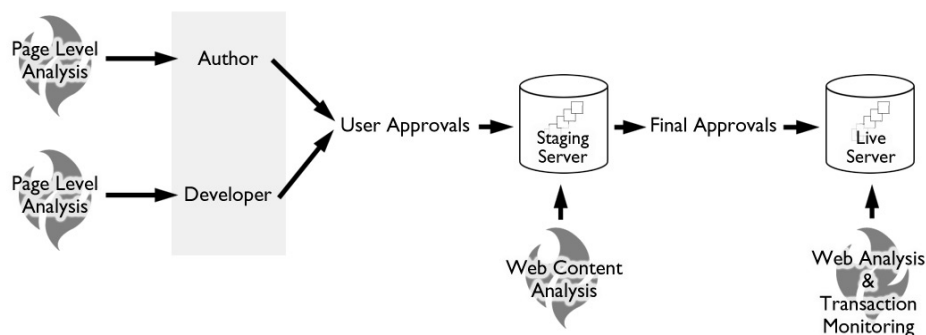 Page Level
Analysis
Author
User Approvals
Staging
Server
Final Approvals
Live
Server
Page Level
Analysis
Developer
Web Content
Analysis
Web Analysis
&
Transaction
Monitoring